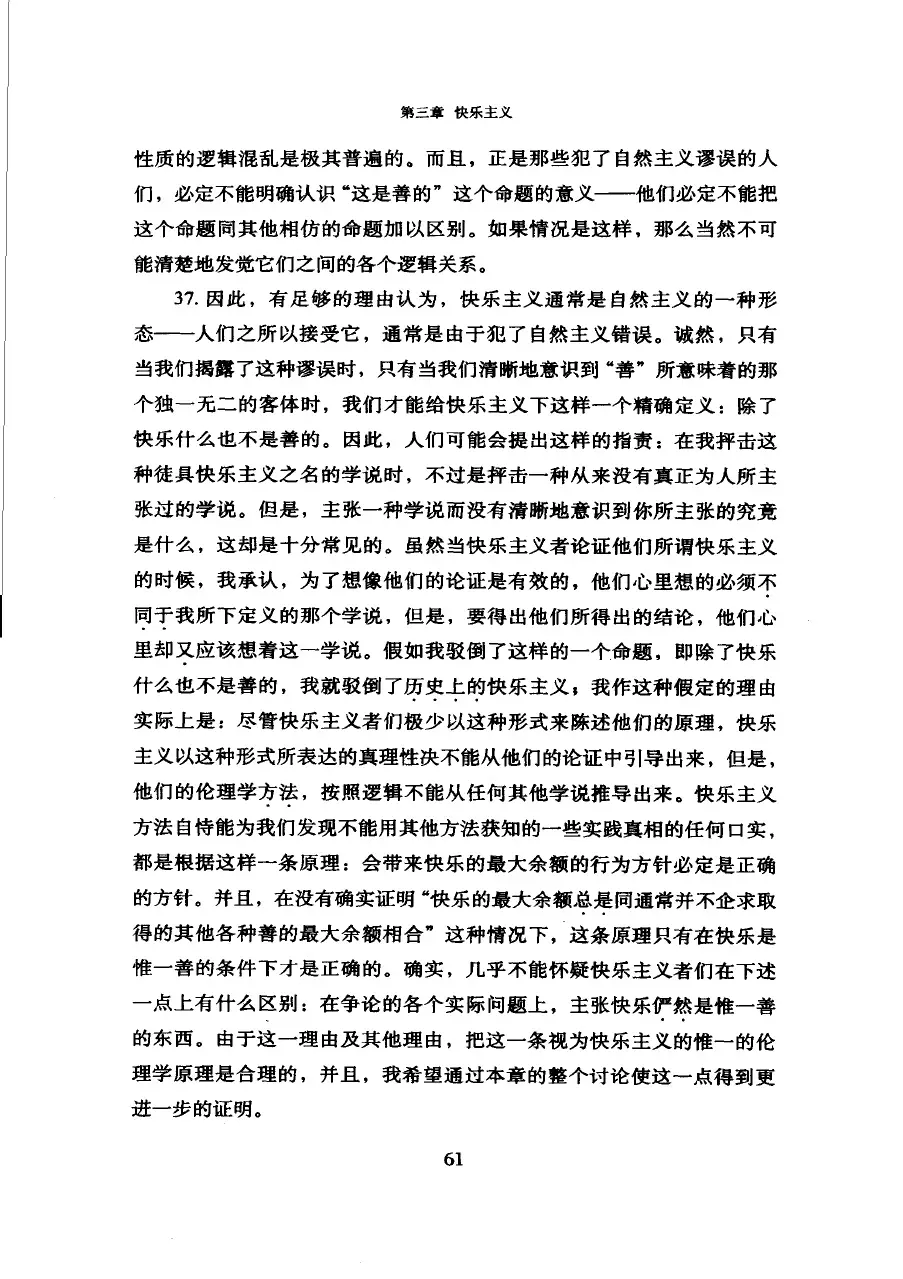 第三章 快乐主义
性质的逻辑混乱是极其普遍的。而且，正是那些犯了自然主义谬误的人
们，必定不能明确认识“这是善的”这个命题的意义——他们必定不能把
这个命题同其他相仿的命题加以区别。如果情况是这样，那么当然不可
能清楚地发觉它们之间的各个逻辑关系。
37. 因此，有足够的理由认为，快乐主义通常是自然主义的一种形
态——人们之所以接受它，通常是由于犯了自然主义错误。诚然，只有
当我们揭露了这种谬误时，只有当我们清晰地意识到“善”所意味着的那
个独一无二的客体时，我们才能给快乐主义下这样一个精确定义：除了
快乐什么也不是善的。因此，人们可能会提出这样的指责：在我抨击这
种徒具快乐主义之名的学说时，不过是抨击一种从来没有真正为人所主
张过的学说。但是，主张一种学说而没有清晰地意识到你所主张的究竟
是什么，这却是十分常见的。虽然当快乐主义者论证他们所谓快乐主义
的时候，我承认，为了想像他们的论证是有效的，他们心里想的必须不
同于我所下定义的那个学说，但是，要得出他们所得出的结论，他们心
里却又应该想着这一学说。假如我驳倒了这样的一个命题，即除了快乐
什么也不是善的，我就驳倒了历史上的快乐主义；我作这种假定的理由
实际上是：尽管快乐主义者们极少以这种形式来陈述他们的原理，快乐
主义以这种形式所表达的真理性决不能从他们的论证中引导出来，但是，
他们的伦理学方法，按照逻辑不能从任何其他学说推导出来。快乐主义
方法自恃能为我们发现不能用其他方法获知的一些实践真相的任何口实，
都是根据这样一条原理：会带来快乐的最大余额的行为方针必定是正确
的方针。并且，在没有确实证明“快乐的最大余额总是同通常并不企求取
得的其他各种善的最大余额相合”这种情况下，这条原理只有在快乐是
惟一善的条件下才是正确的。确实，几乎不能怀疑快乐主义者们在下述
一点上有什么区别：在争论的各个实际问题上，主张快乐俨然是惟一善
的东西。由于这一理由及其他理由，把这一条视为快乐主义的惟一的伦
理学原理是合理的，并且，我希望通过本章的整个讨论使这一点得到更
进一步的证明。
61